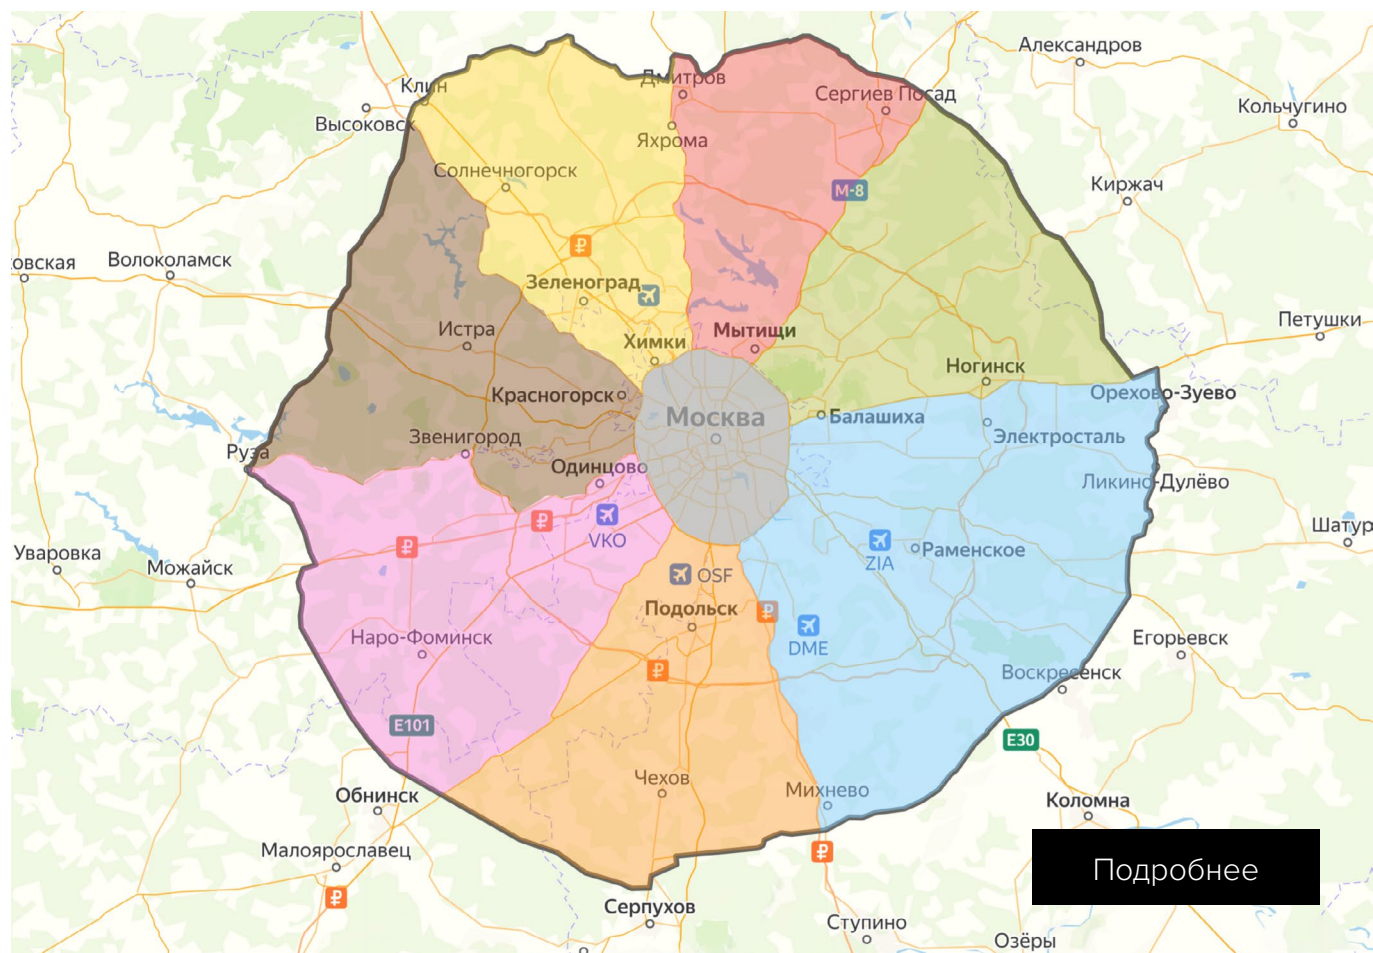 Александров
Клин
Дмитров
Сергиев Посад
Кольчугино
Высоковск
Яхрома
Солнечногорск
Киржач
М-8
овская
Волоколамск
₽
Зеленоград
Истра
Химки
Мытищи
Петушки
Ногинск
Красногорск
Орехово-Зуево
Москва
Балашиха
Звенигород
Электросталь
Руза
Одинцово
Ликино-Дулёво
₽
₽
VKO
Шатур
Уваровка
Можайск
ZIA
Раменское
OSF
Подольск
₽
DME
Наро-Фоминск
Егорьевск
₽
Воскресенск
E101
E30
Чехов
Михнево
Обнинск
Коломна
Малоярославец
₽
Подробнее
₽
Серпухов
Ступино
Озёры